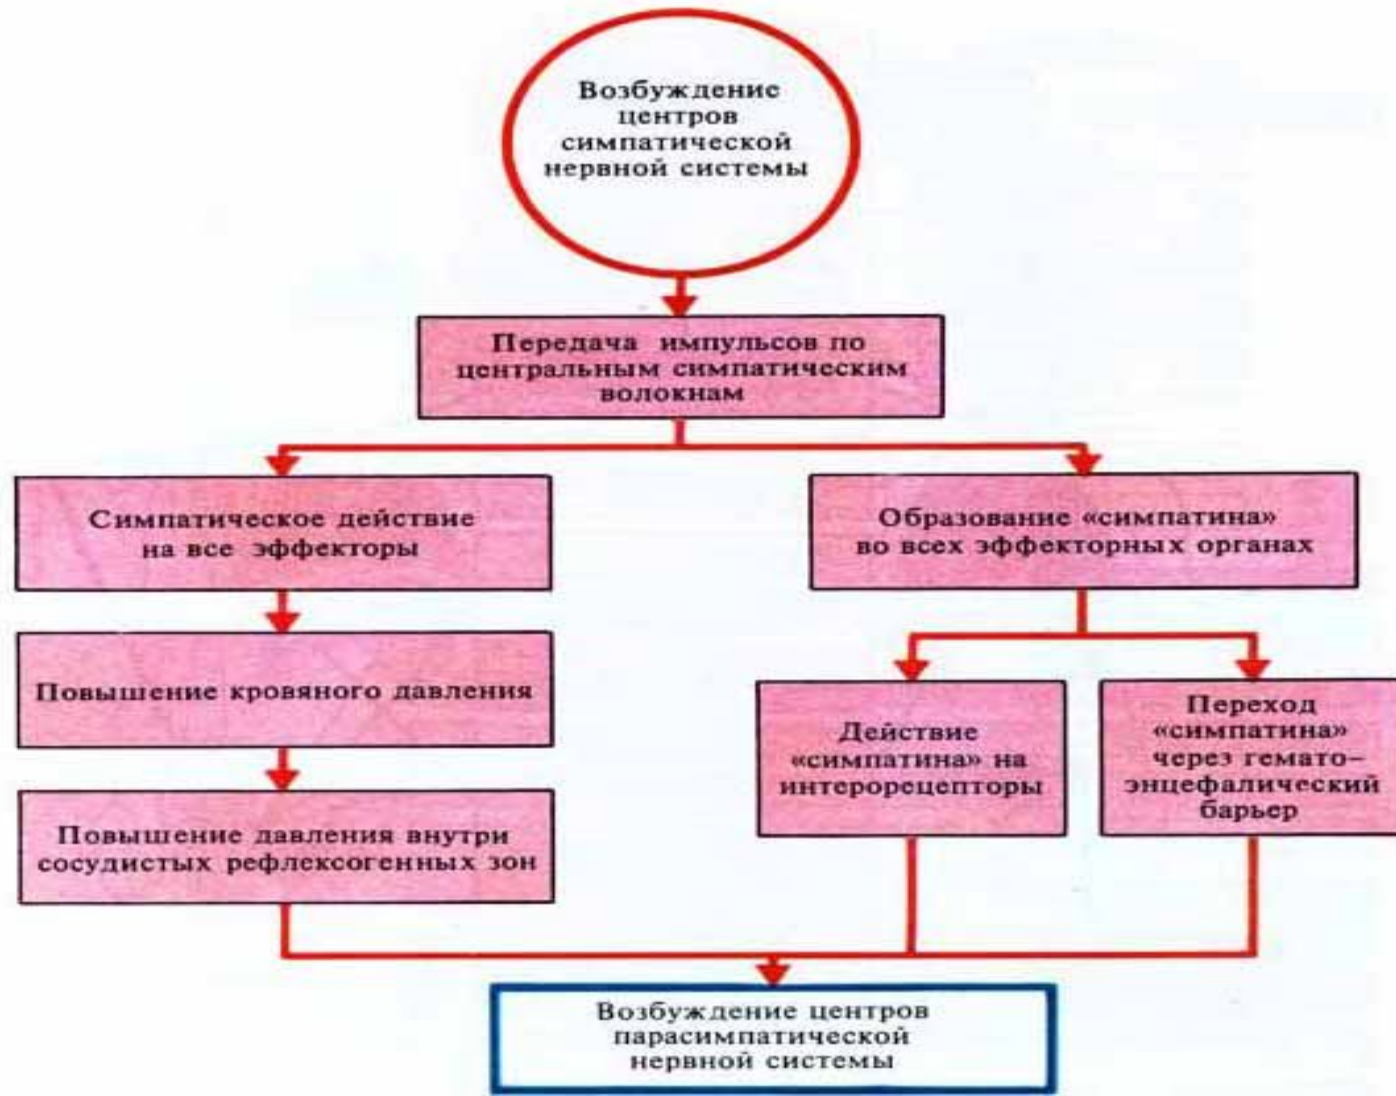 Возбуждение
центров
симпатической
нервной системы
Передача импульсов по
центральным симпатическим
волокнам
Симпатическое действие
на все эффекторы
Образование «симпатина»
во всех эффекторных органах
Повышение кровяного давления
Действие
«симпатина» на
интерорецепторы
Переход
«симпатина»
через гемато–
энцефалический
барьер
Повышение давления внутри
сосудистых рефлексогенных зон
Возбуждение центров
парасимпатической
нервной системы